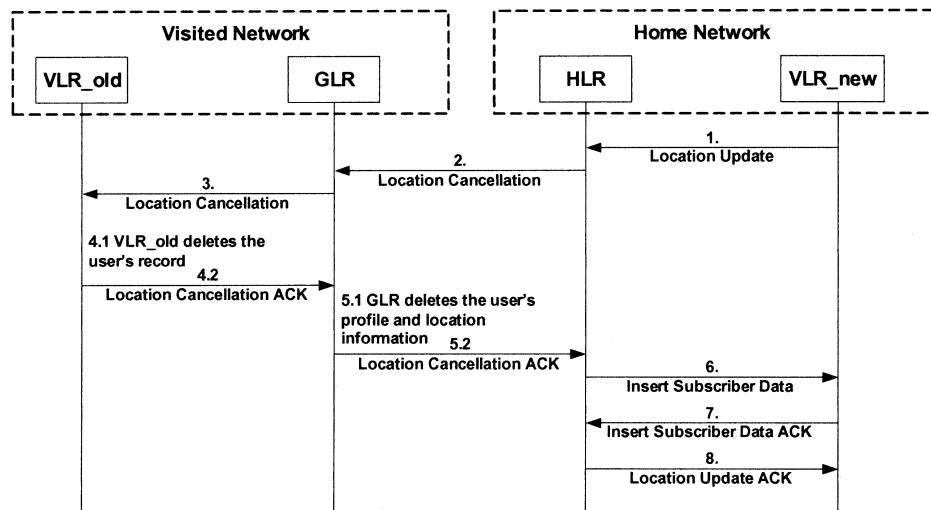 Visited Network
Home Network
VLR_old
GLR
HLR
VLR_new
1.
Location Update
2.
Location Cancellation
3.
Location Cancellation
4.1 VLR_old deletes the
user's record
4.2
Location Cancellation ACK
5.1 GLR deletes the user's
profile and location
information
5.2
Location Cancellation ACK
6.
Insert Subscriber Data
7.
Insert Subscriber Data ACK
8.
Location Update ACK